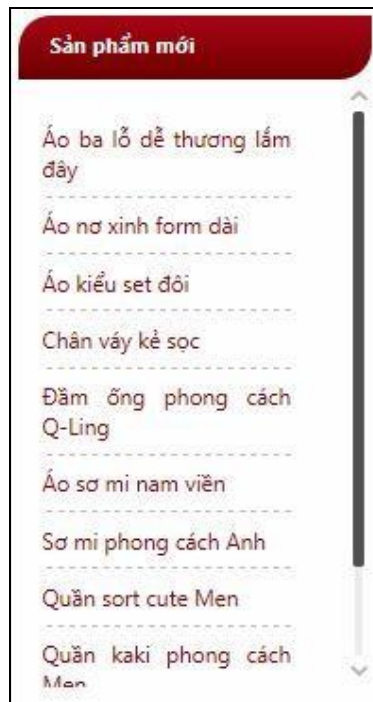 Sản phẩm mới
Áo ba lỗ dễ thương lắm
đây
Áo nơ xinh form dài
Áo kiểu set đôi
Chân váy kẻ sọc
Đầm ống phong cách
Q-Ling
Áo sơ mi nam viền
Sơ mi phong cách Anh
Quần sort cute Men
Quần kaki phong cách
Men